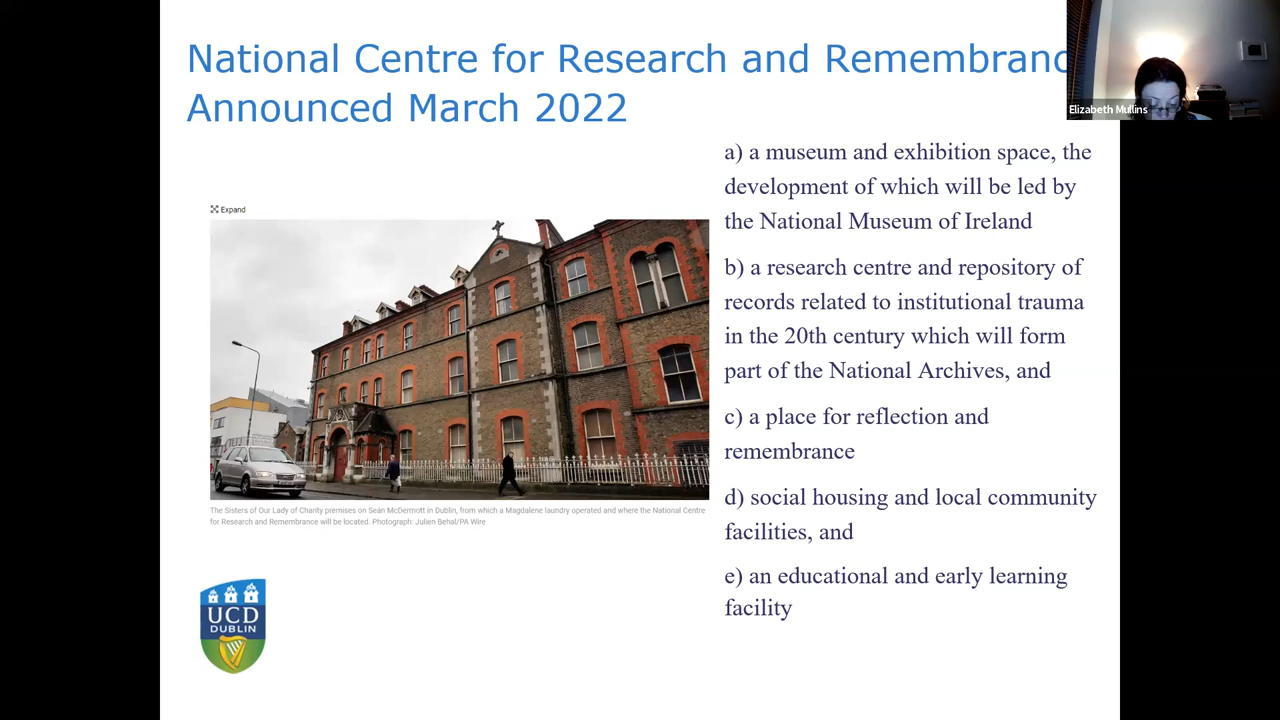 National Centre for Research and Remembranc
Announced March 2022
Elizabeth Mullins
a) a museum and exhibition space, the
development of which will be led by
the National Museum of Ireland
b) a research centre and repository of
records related to institutional trauma
in the 20th century which will form
part of the National Archives, and
c) a place for reflection and
remembrance
d) social housing and local community
facilities, and
e) an educational and early learning
facility
Expand
The Sisters of Our Lady of Charity premises on Seán McDermott in Dublin, from which a Magdalene laundry operated and where the National Centre
for Research and Remembrance will be located. Photograph: Julien Behal/PA Wire
UCD
DUBLIN